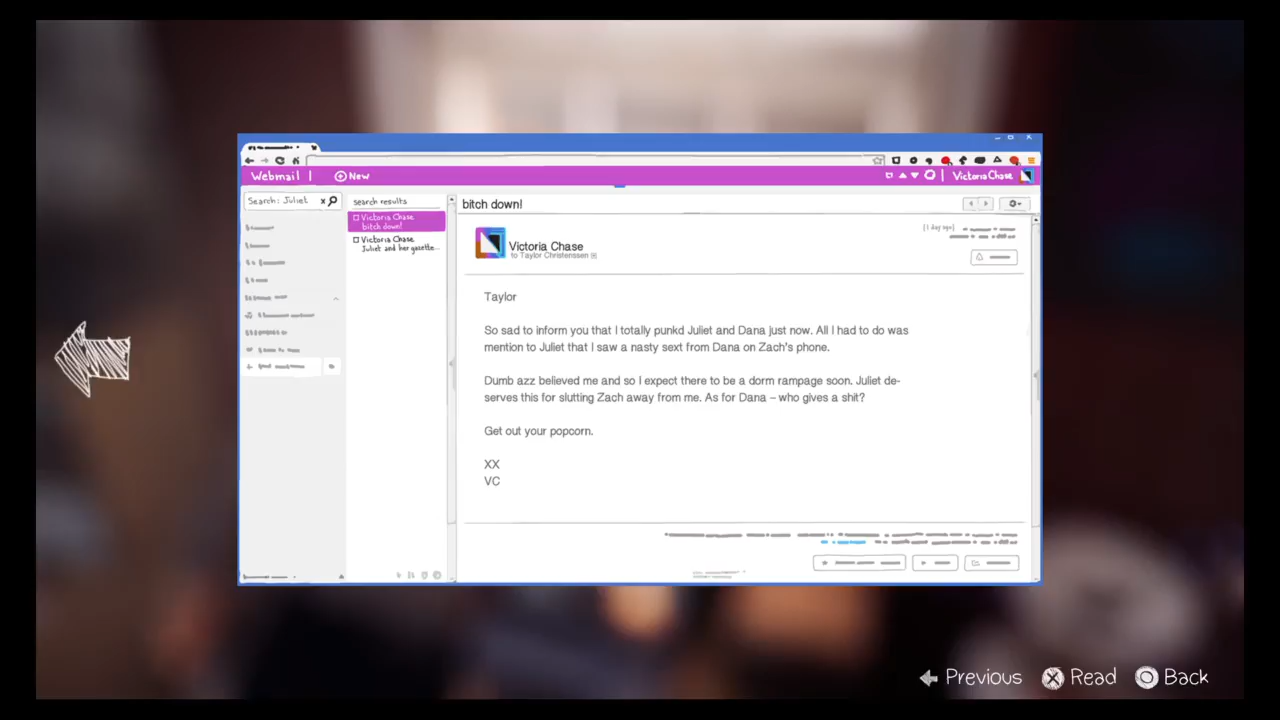 Webmail
New
Victoria Chase
Search: Juliet x
search results
Victoria Chase
bitch down!
Victoria Chase
Juliet and her gazette...
bitch down!
[1 day ago]
Victoria Chase
to Taylor Christenssen
Taylor
So sad to inform you that I totally punkd Juliet and Dana just now. All I had to do was
mention to Juliet that I saw a nasty sext from Dana on Zach's phone.
Dumb azz believed me and so I expect there to be a dorm rampage soon. Juliet de-
serves this for slutting Zach away from me. As for Dana – who gives a shit?
Get out your popcorn.
XX
VC
Previous
Read
Back